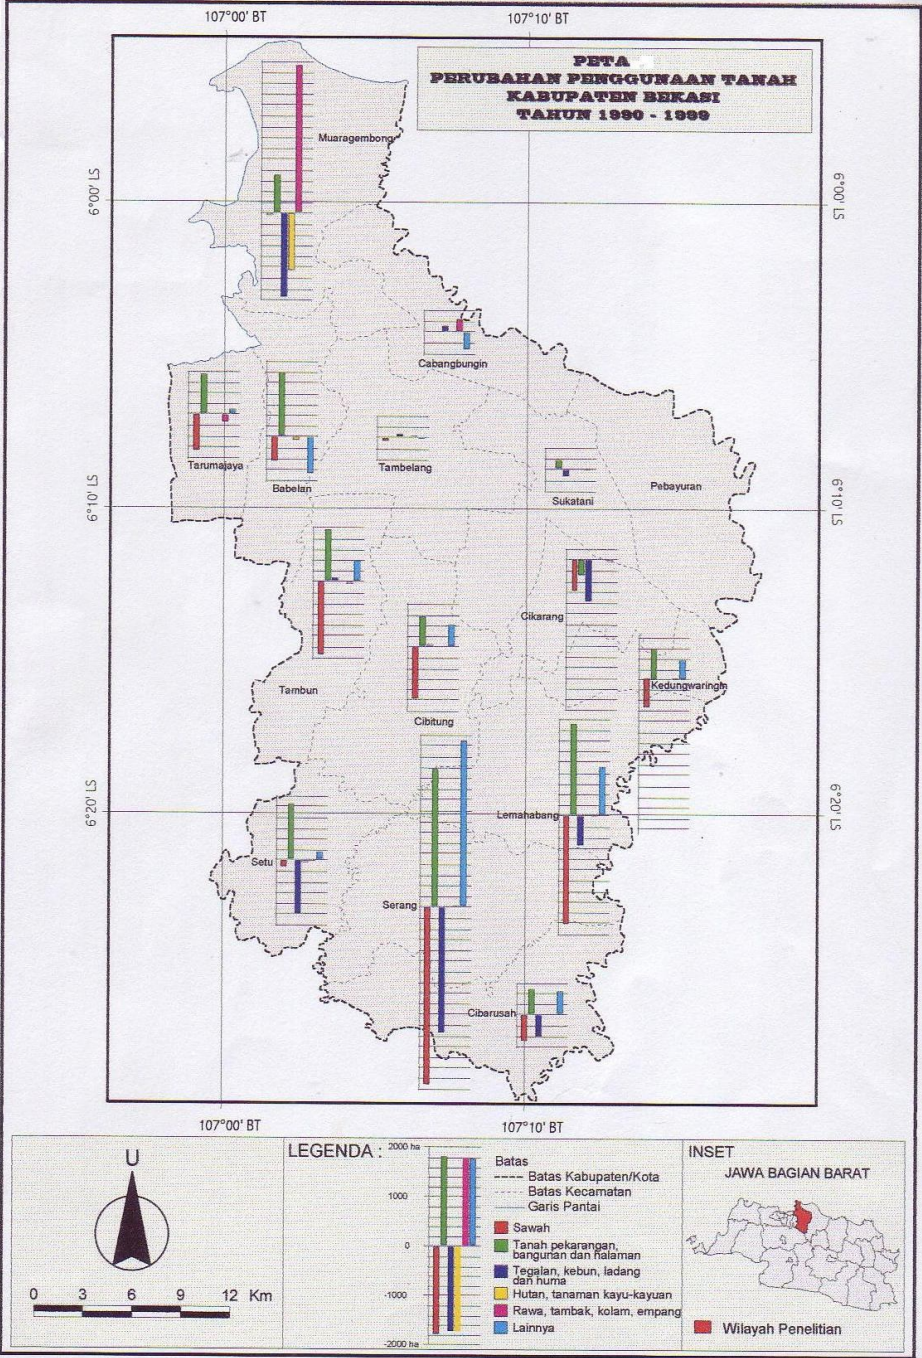 107°00' BT
107°10' BT
PETA
PERUBAHAN PENGGUNAAN TANAH
KABUPATEN BEKASI
TAHUN 1990 - 1999
Muaragembong
6°00' LS
6°00' LS
Cabangbungin
Tarumajaya
Babelan
Tambelang
Sukatani
Pebayuran
6°10' LS
6°10' LS
Cikarang
Kedungwaringin
Tambun
Cibitung
6°20' LS
Lemahabang
6°20' LS
Setu
Serang
Cibarusah
107°00' BT
107°10' BT
U
0 3 6 9 12 Km
LEGENDA :
2000 ha
1000
0
-1000
-2000 ha
Batas
Batas Kabupaten/Kota
Batas Kecamatan
Garis Pantai
Sawah
Tanah pekarangan,
bangunan dan halaman
Tegalan, kebun, ladang
dan huma
Hutan, tanaman kayu-kayuan
Rawa, tambak, kolam, empang
Lainnya
INSET
JAWA BAGIAN BARAT
Wilayah Penelitian